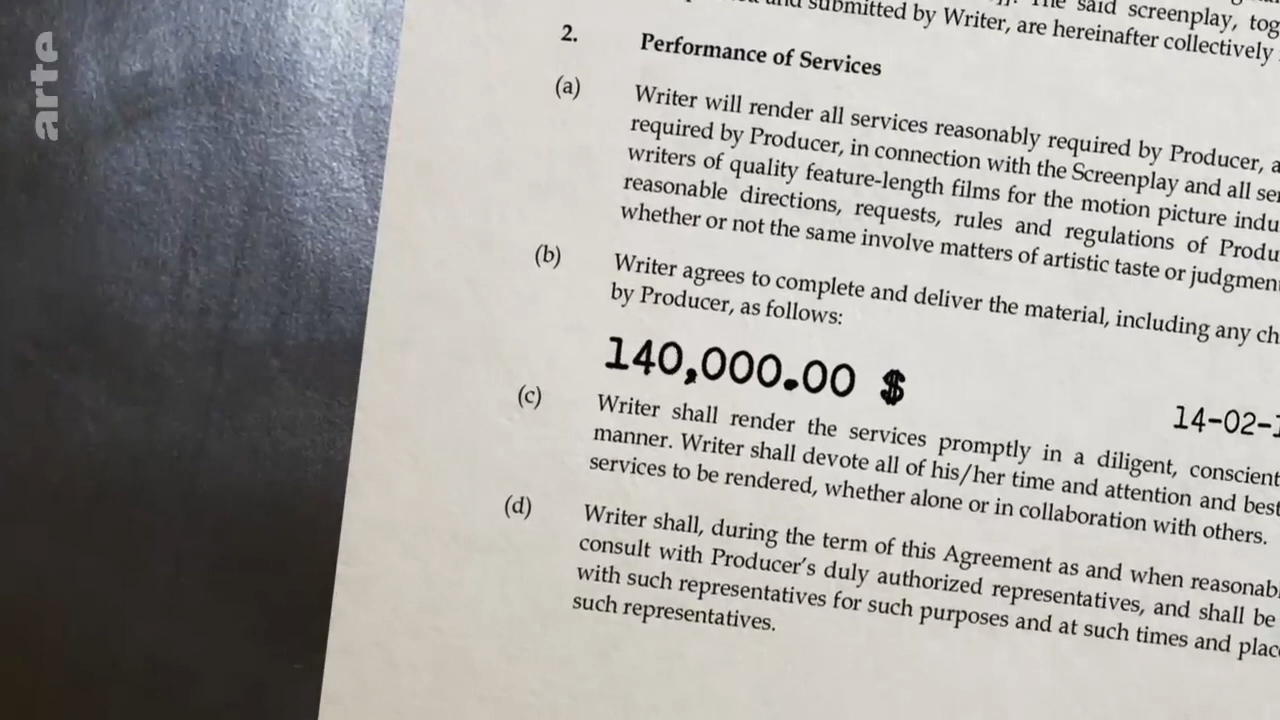 arte
The said screenplay, tog
and submitted by Writer, are hereinafter collectively
2. Performance of Services
(a) Writer will render all services reasonably required by Producer, a
required by Producer, in connection with the Screenplay and all ser
writers of quality feature-length films for the motion picture indu
reasonable directions, requests, rules and regulations of Produ
whether or not the same involve matters of artistic taste or judgmen
(b) Writer agrees to complete and deliver the material, including any ch
by Producer, as follows:
140,000.00 $
14-02-1
(c) Writer shall render the services promptly in a diligent, conscient
manner. Writer shall devote all of his/her time and attention and best
services to be rendered, whether alone or in collaboration with others.
(d) Writer shall, during the term of this Agreement as and when reasonabl
consult with Producer's duly authorized representatives, and shall be
with such representatives for such purposes and at such times and place
such representatives.